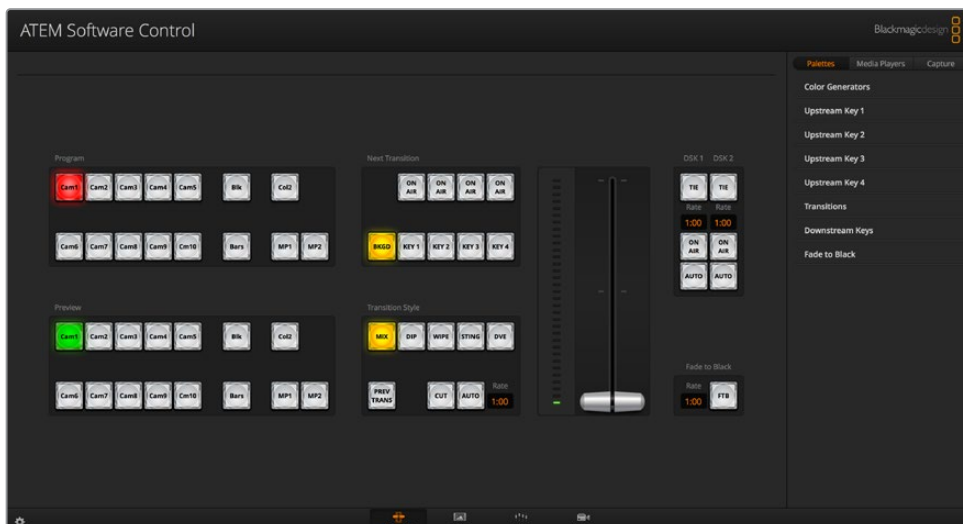 ATEM Software Control
Blackmagicdesign
Palettes Media Players Capture
Color Generators
Upstream Key 1
Upstream Key 2
Upstream Key 3
Upstream Key 4
Transitions
Downstream Keys
Fade to Black
Program
Cam1 Cam2 Cam3 Cam4 Cam5 Blk Col2
Cam6 Cam7 Cam8 Cam9 Cm10 Bars MP1 MP2
Next Transition
ON AIR ON AIR ON AIR ON AIR
BKGD KEY 1 KEY 2 KEY 3 KEY 4
DSK 1 DSK 2
TIE TIE
Rate Rate
1:00 1:00
ON AIR ON AIR
AUTO AUTO
Preview
Cam1 Cam2 Cam3 Cam4 Cam5 Blk Col2
Cam6 Cam7 Cam8 Cam9 Cm10 Bars MP1 MP2
Transition Style
MIX DIP WIPE STING DVE
Rate
PREV TRANS CUT AUTO 1:00
Fade to Black
Rate
1:00 FTB